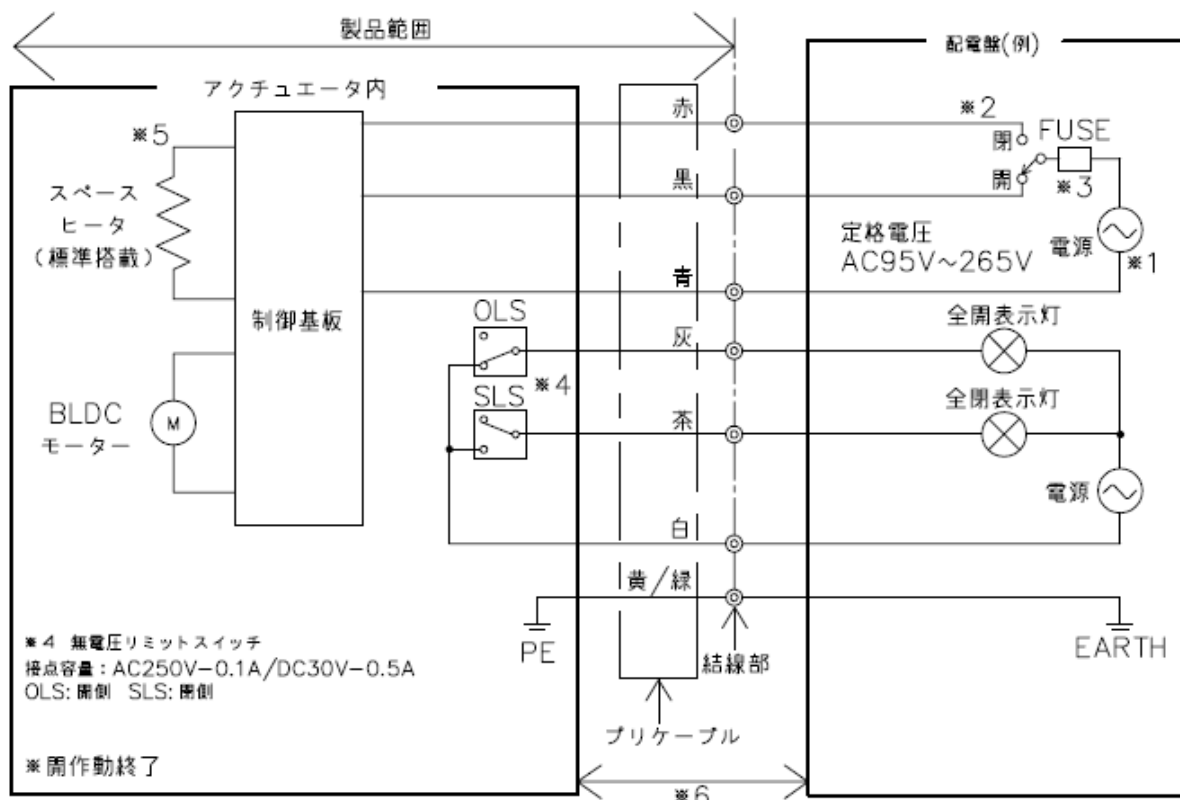 製品範囲
配電盤(例)
アクチュエータ内
赤
※2
※5
閉
FUSE
スペース
ヒータ
(標準搭載)
黒
開
※3
定格電圧
AC95V~265V
電源
※1
青
制御基板
OLS
灰
全開表示灯
※4
SLS
茶
全閉表示灯
BLDC
モーター
M
電源
白
黄/緑
PE
結線部
EARTH
※4 無電圧リミットスイッチ
接点容量:AC250V-0.1A/DC30V-0.5A
OLS:開側 SLS:閉側
プリケーブル
※開作動終了
※6